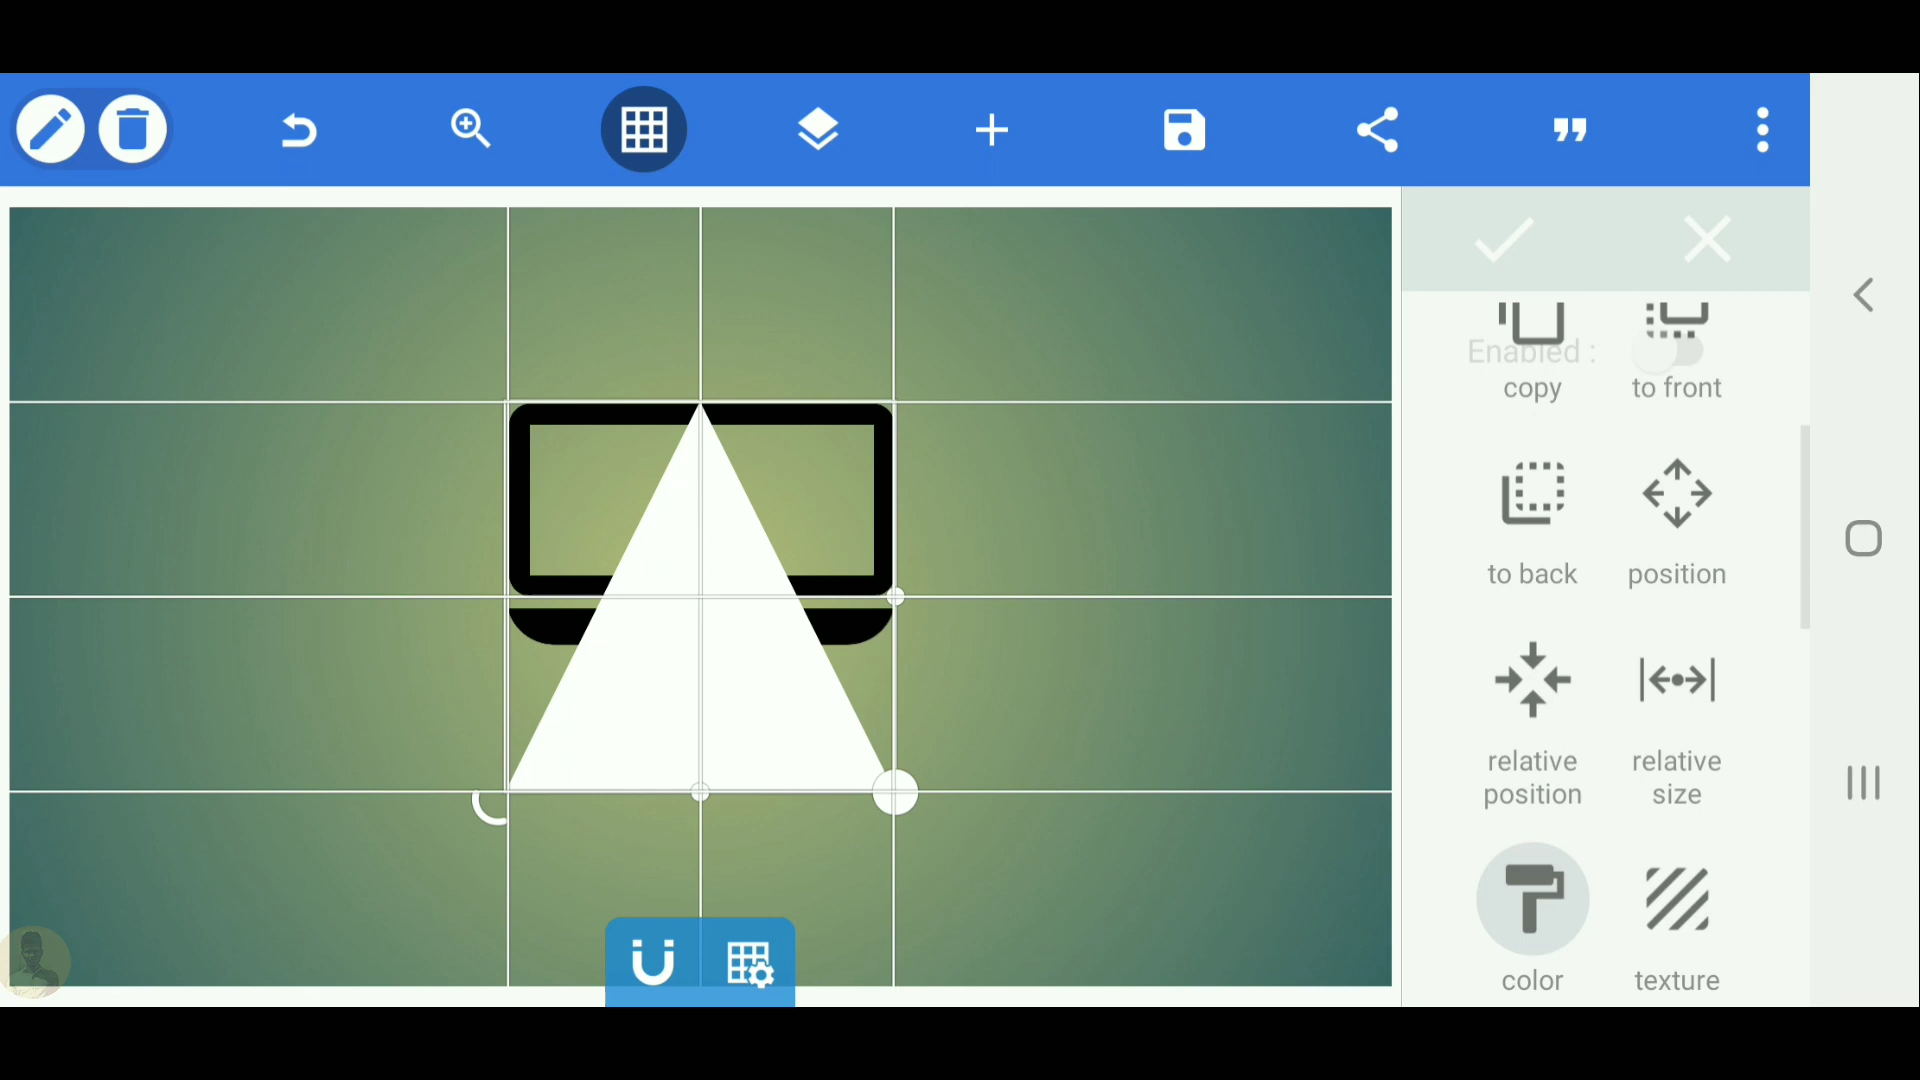 Enabled :
copy
to front
to back
position
relative
position
relative
size
color
texture